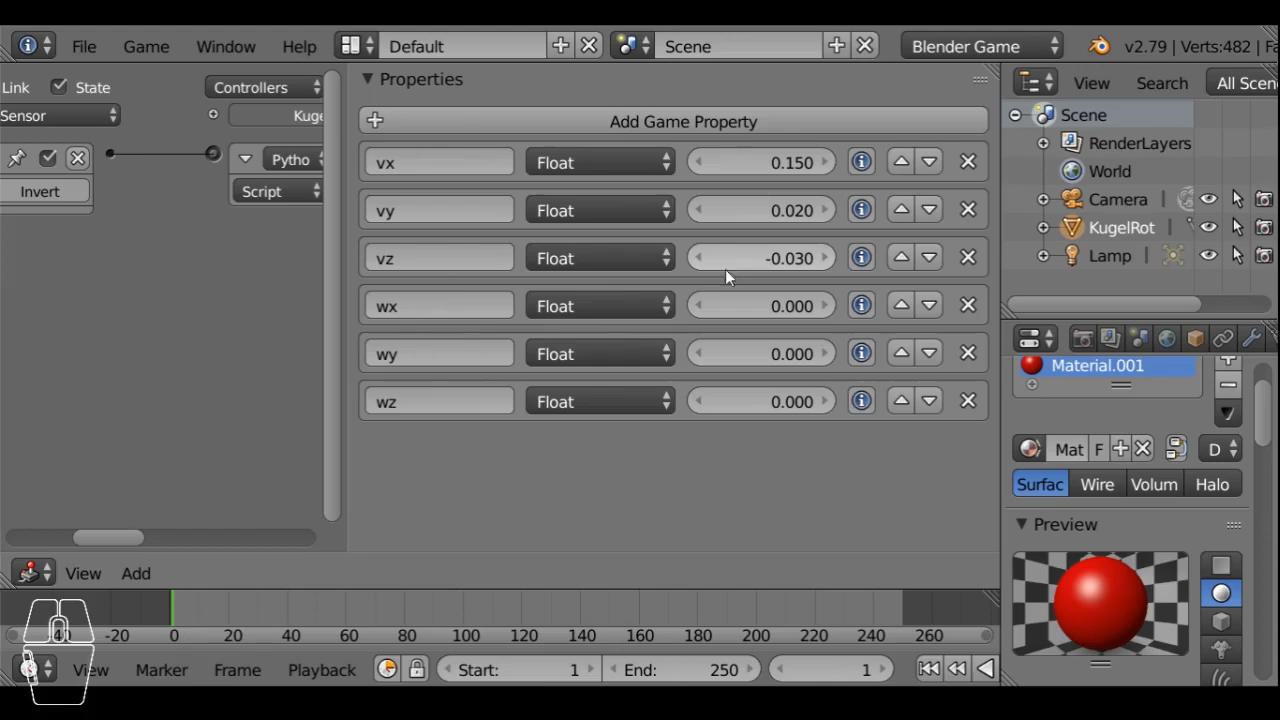 File Game Window Help Default Scene Blender Game v2.79 | Verts:482 | Fa
Link State Controllers
Sensor Kuge
Pytho
Invert Script
Properties
Add Game Property
vx Float 0.150
vy Float 0.020
vz Float -0.030
wx Float 0.000
wy Float 0.000
wz Float 0.000
View Search All Scen
Scene
RenderLayers
World
Camera
KugelRot
Lamp
Material.001
Mat F D
Surfac Wire Volum Halo
Preview
View Add
-20 0 20 40 60 80 100 120 140 160 180 200 220 240 260
View Marker Frame Playback Start: 1 End: 250 1